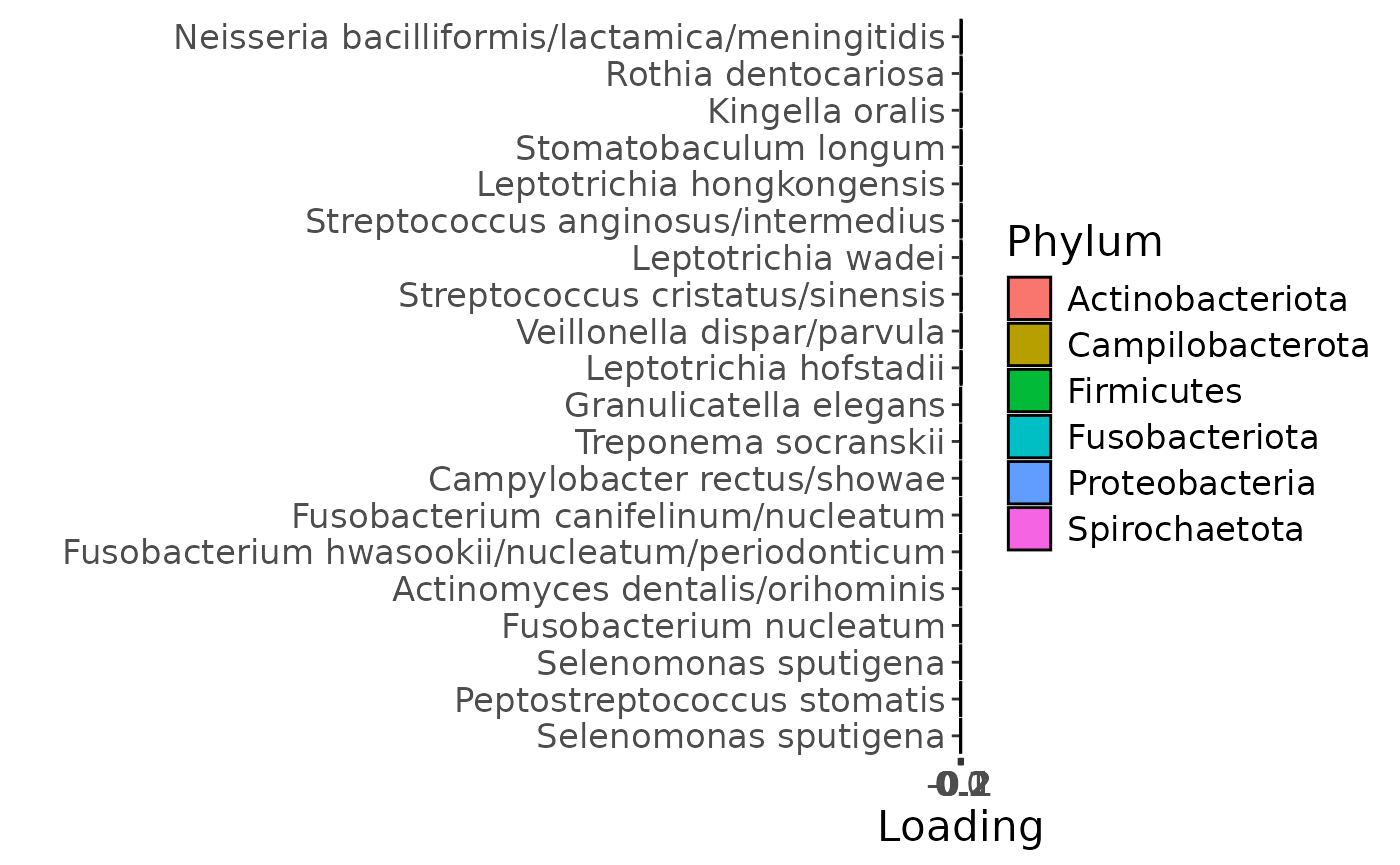 Neisseria bacilliformis/lactamica/meningitidis
Rothia dentocariosa
Kingella oralis
Stomatobaculum longum
Leptotrichia hongkongensis
Streptococcus anginosus/intermedius
Leptotrichia wadei
Streptococcus cristatus/sinensis
Veillonella dispar/parvula
Leptotrichia hofstadii
Granulicatella elegans
Treponema socranskii
Campylobacter rectus/showae
Fusobacterium canifelinum/nucleatum
Fusobacterium hwasookii/nucleatum/periodonticum
Actinomyces dentalis/orihominis
Fusobacterium nucleatum
Selenomonas sputigena
Peptostreptococcus stomatis
Selenomonas sputigena
Loading
Phylum
Actinobacteriota
Campilobacterota
Firmicutes
Fusobacteriota
Proteobacteria
Spirochaetota